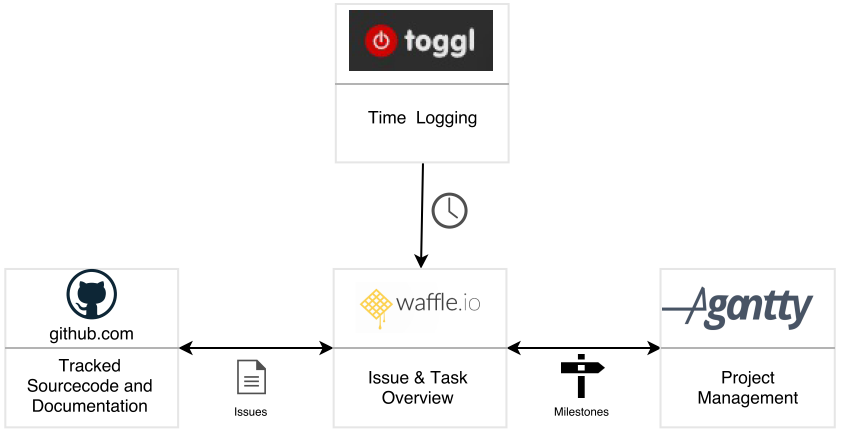 toggl
Time Logging
github.com
Tracked
Sourcecode and
Documentation
Issues
waffle.io
Issue & Task
Overview
Milestones
Agantty
Project
Management